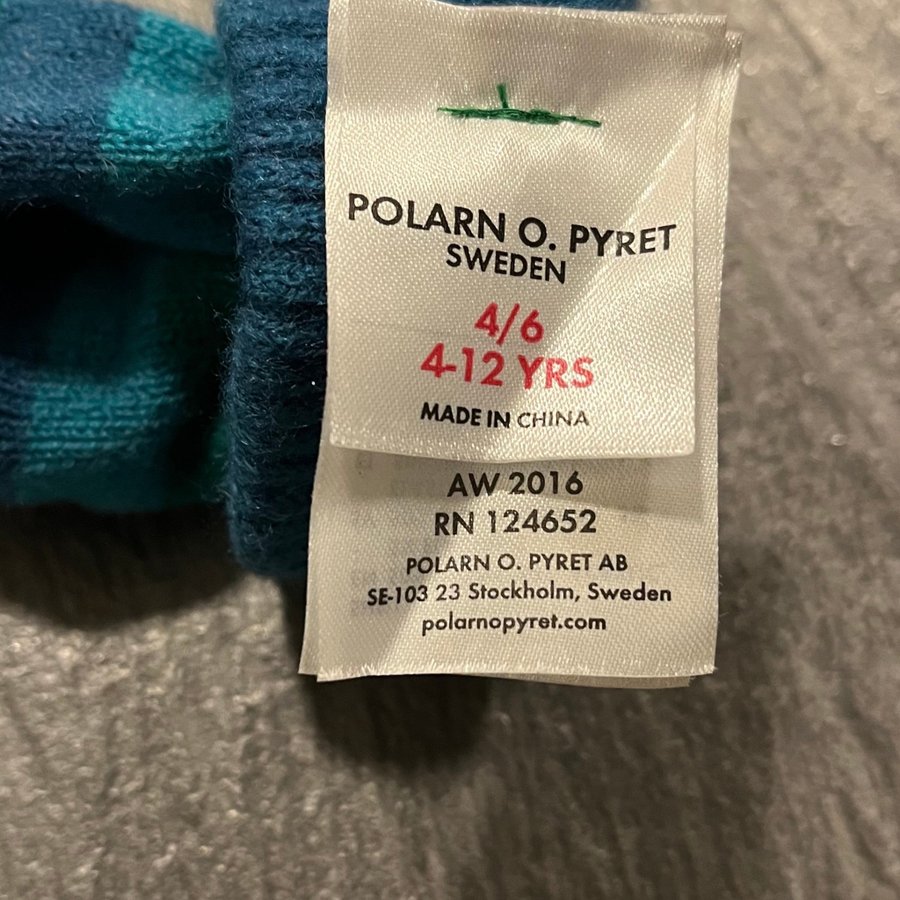 POLARN O. PYRET
SWEDEN
4/6
4-12 YRS
MADE IN CHINA
AW 2016
RN 124652
POLARN O. PYRET AB
SE-103 23 Stockholm, Sweden
polarnopyret.com